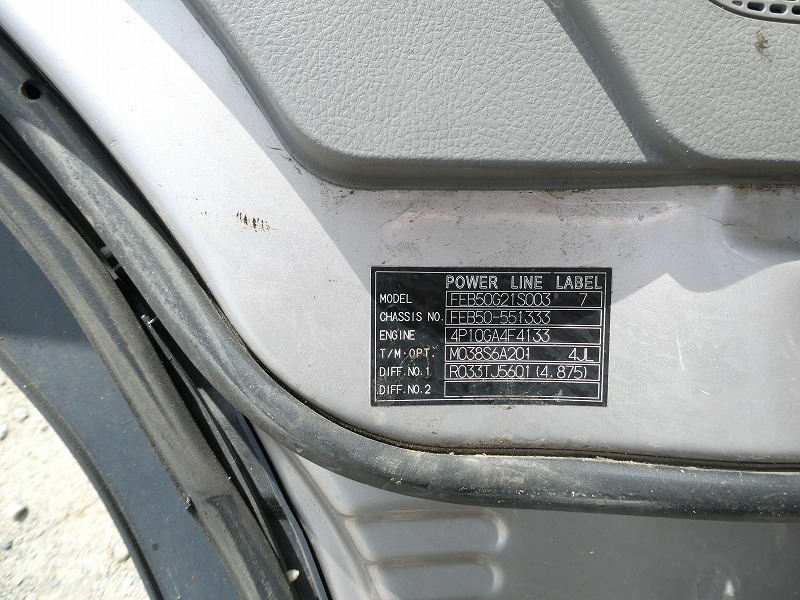 POWER LINE LABEL
MODEL FEB50G21S003 7
CHASSIS NO. FEB50-551333
ENGINE 4P10GA4F4133
T/M.OPT. M038S6A201 4JL
DIFF.NO.1 R033TJ5601(4.875)
DIFF.NO.2